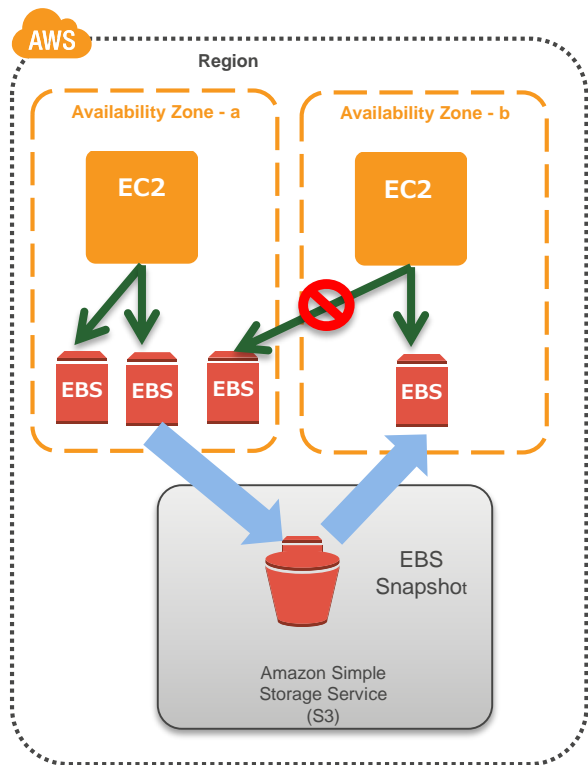 AWS
Region
Availability Zone - a
Availability Zone - b
EC2
EC2
EBS
EBS
EBS
EBS
EBS
Snapshot
Amazon Simple
Storage Service
(S3)